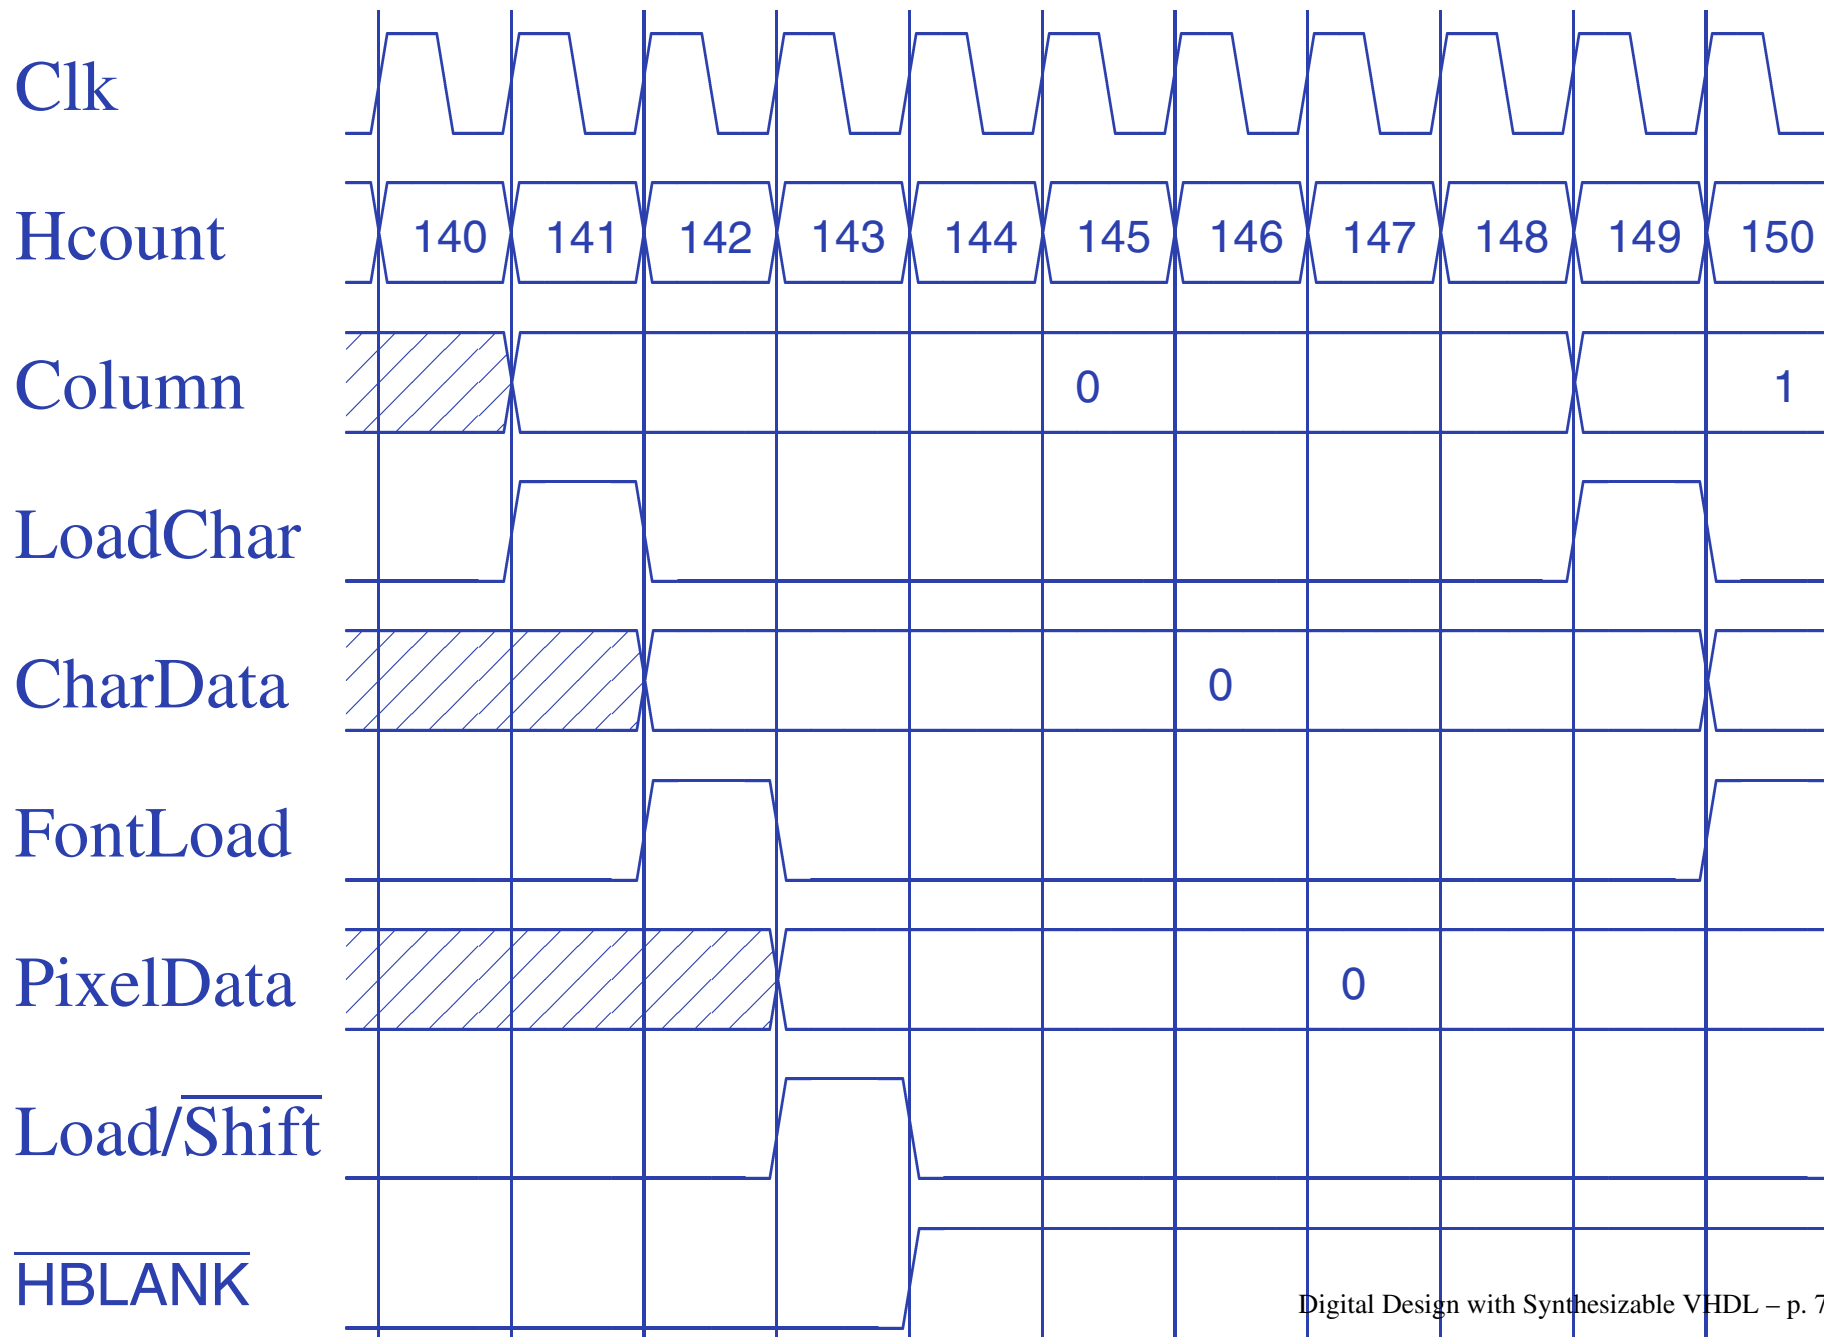 Clk
Hcount 140 141 142 143 144 145 146 147 148 149 150
Column 0 1
LoadChar
CharData 0
FontLoad
PixelData 0
Load/Shift
HBLANK
Digital Design with Synthesizable VHDL – p. 7